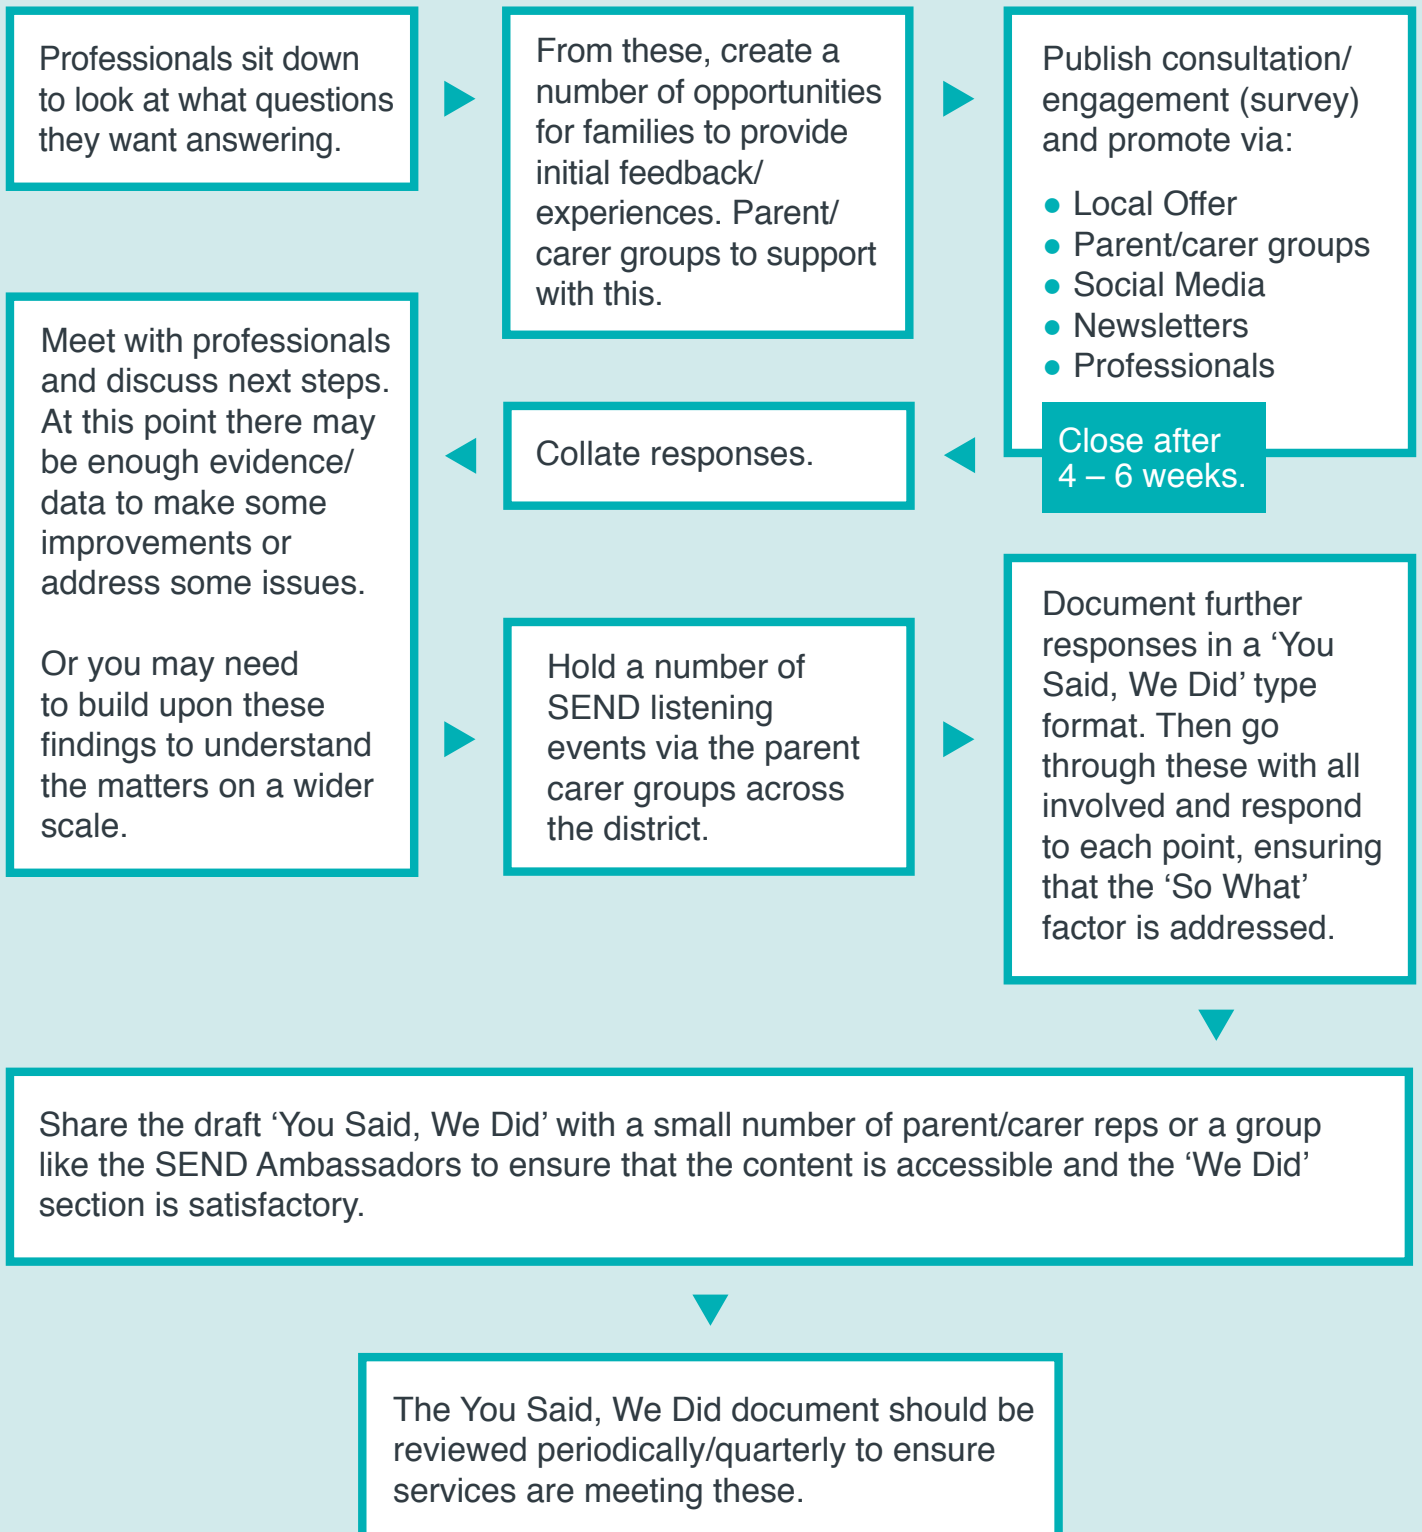 Professionals sit down
to look at what questions
they want answering.
From these, create a
number of opportunities
for families to provide
initial feedback/
experiences. Parent/
carer groups to support
with this.
Publish consultation/
engagement (survey)
and promote via:
● Local Offer
● Parent/carer groups
● Social Media
● Newsletters
● Professionals
Close after
4 – 6 weeks.
Collate responses.
Meet with professionals
and discuss next steps.
At this point there may
be enough evidence/
data to make some
improvements or
address some issues.
Or you may need
to build upon these
findings to understand
the matters on a wider
scale.
Hold a number of
SEND listening
events via the parent
carer groups across
the district.
Document further
responses in a ‘You
Said, We Did’ type
format. Then go
through these with all
involved and respond
to each point, ensuring
that the ‘So What’
factor is addressed.
Share the draft ‘You Said, We Did’ with a small number of parent/carer reps or a group
like the SEND Ambassadors to ensure that the content is accessible and the ‘We Did’
section is satisfactory.
The You Said, We Did document should be
reviewed periodically/quarterly to ensure
services are meeting these.